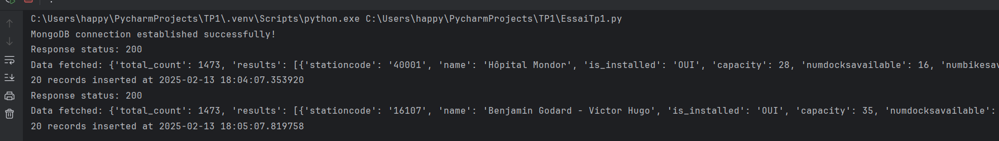 C:\Users\happy\PycharmProjects\TP1\.venv\Scripts\python.exe C:\Users\happy\PycharmProjects\TP1\EssaiTp1.py
MongoDB connection established successfully!
Response status: 200
Data fetched: {'total_count': 1473, 'results': [{'stationcode': '40001', 'name': 'Hôpital Mondor', 'is_installed': 'OUI', 'capacity': 28, 'numdocksavailable': 16, 'numbikesav
20 records inserted at 2025-02-13 18:04:07.353920
Response status: 200
Data fetched: {'total_count': 1473, 'results': [{'stationcode': '16107', 'name': 'Benjamin Godard - Victor Hugo', 'is_installed': 'OUI', 'capacity': 35, 'numdocksavailable':
20 records inserted at 2025-02-13 18:05:07.819758